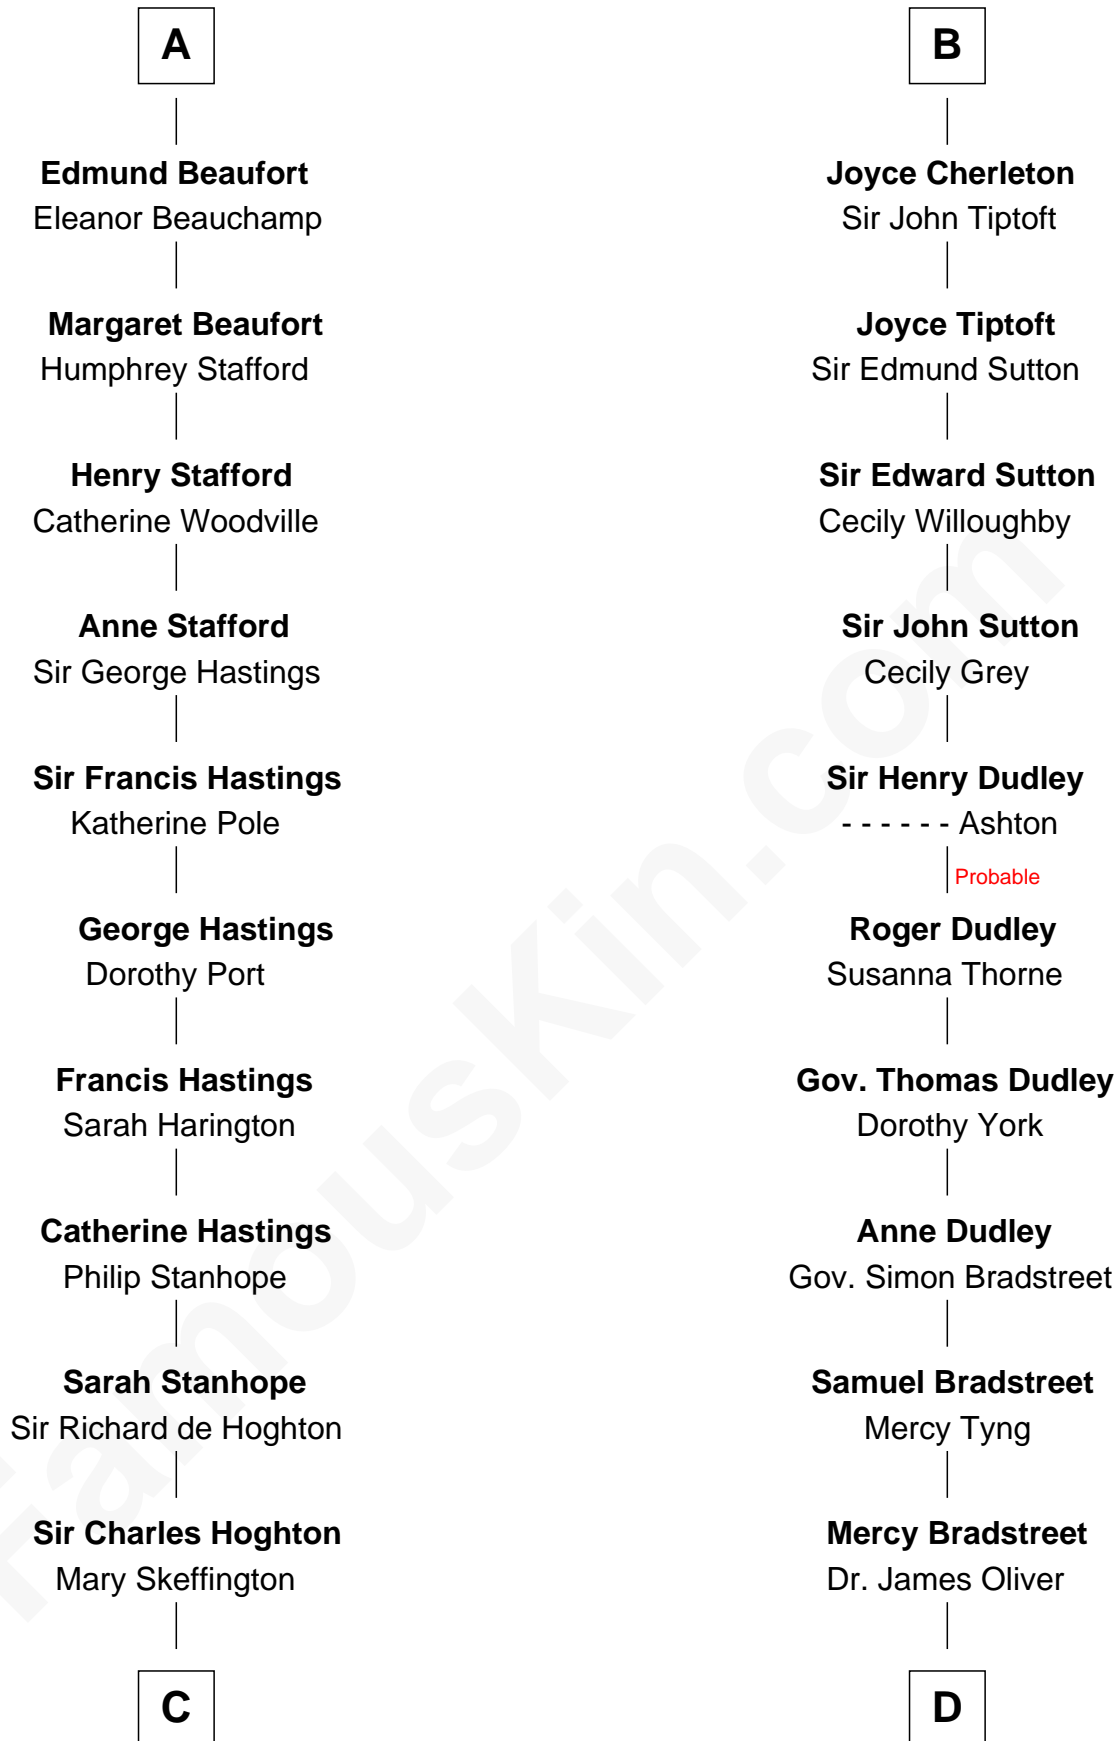 A
Edmund Beaufort
Eleanor Beauchamp
Margaret Beaufort
Humphrey Stafford
Henry Stafford
Catherine Woodville
Anne Stafford
Sir George Hastings
Sir Francis Hastings
Katherine Pole
George Hastings
Dorothy Port
Francis Hastings
Sarah Harington
Catherine Hastings
Philip Stanhope
Sarah Stanhope
Sir Richard de Hoghton
Sir Charles Hoghton
Mary Skeffington
C
B
Joyce Cherleton
Sir John Tiptoft
Joyce Tiptoft
Sir Edmund Sutton
Sir Edward Sutton
Cecily Willoughby
Sir John Sutton
Cecily Grey
Sir Henry Dudley
- - - - - - Ashton
Probable
Roger Dudley
Susanna Thorne
Gov. Thomas Dudley
Dorothy York
Anne Dudley
Gov. Simon Bradstreet
Samuel Bradstreet
Mercy Tyng
Mercy Bradstreet
Dr. James Oliver
D
FamousKin.com